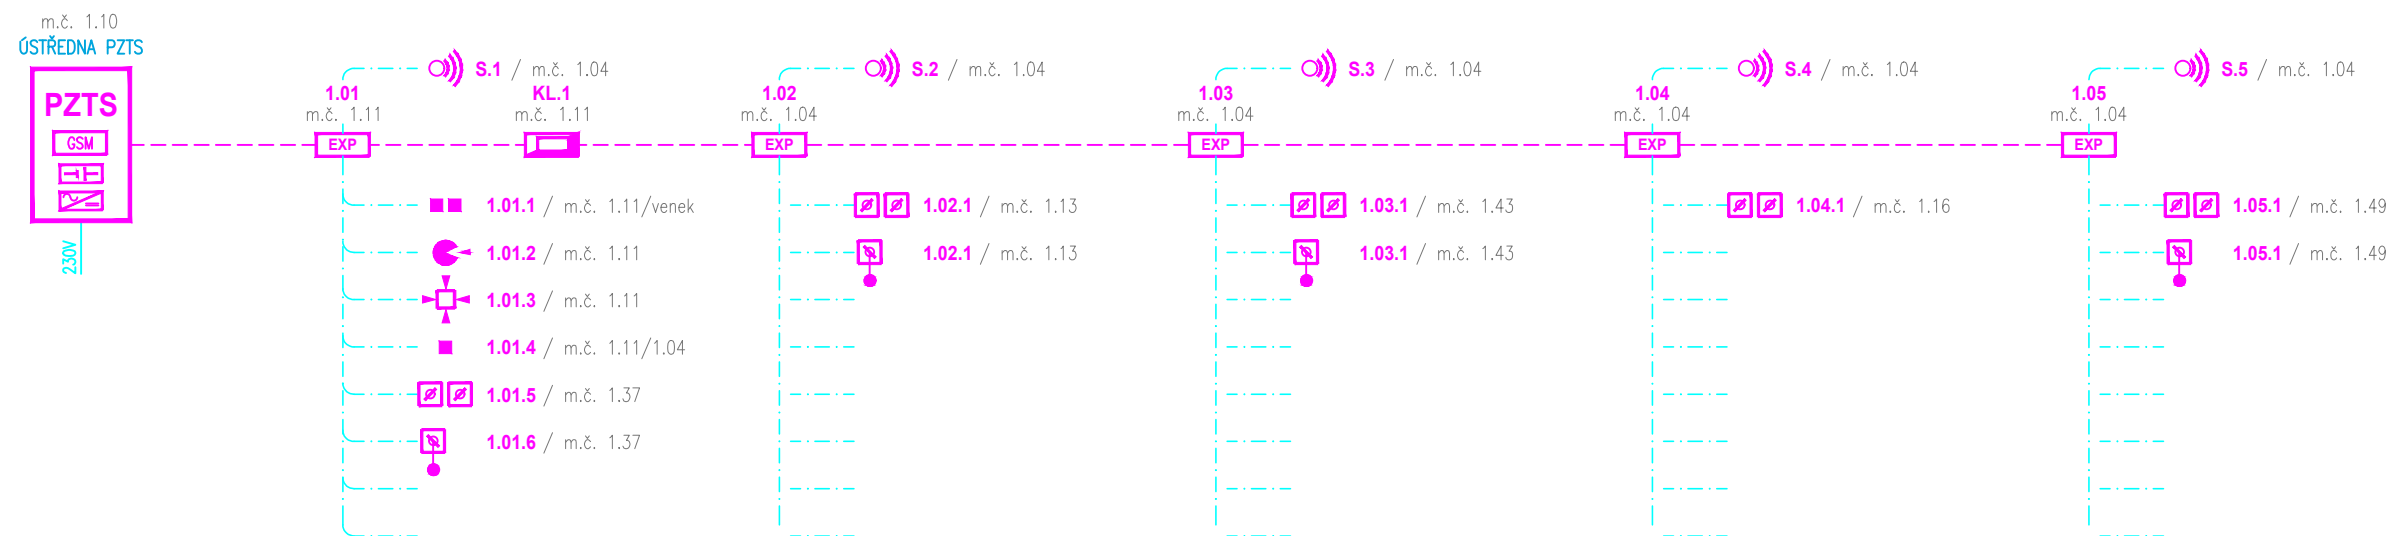 m.č. 1.10
ÚSTŘEDNA PZTS
PZTS
GSM
230V
S.1 / m.č. 1.04
1.01
m.č. 1.11
EXP
KL.1
m.č. 1.11
1.01.1 / m.č. 1.11/venek
1.01.2 / m.č. 1.11
1.01.3 / m.č. 1.11
1.01.4 / m.č. 1.11/1.04
1.01.5 / m.č. 1.37
1.01.6 / m.č. 1.37
S.2 / m.č. 1.04
1.02
m.č. 1.04
EXP
1.02.1 / m.č. 1.13
1.02.1 / m.č. 1.13
S.3 / m.č. 1.04
1.03
m.č. 1.04
EXP
1.03.1 / m.č. 1.43
1.03.1 / m.č. 1.43
S.4 / m.č. 1.04
1.04
m.č. 1.04
EXP
1.04.1 / m.č. 1.16
S.5 / m.č. 1.04
1.05
m.č. 1.04
EXP
1.05.1 / m.č. 1.49
1.05.1 / m.č. 1.49